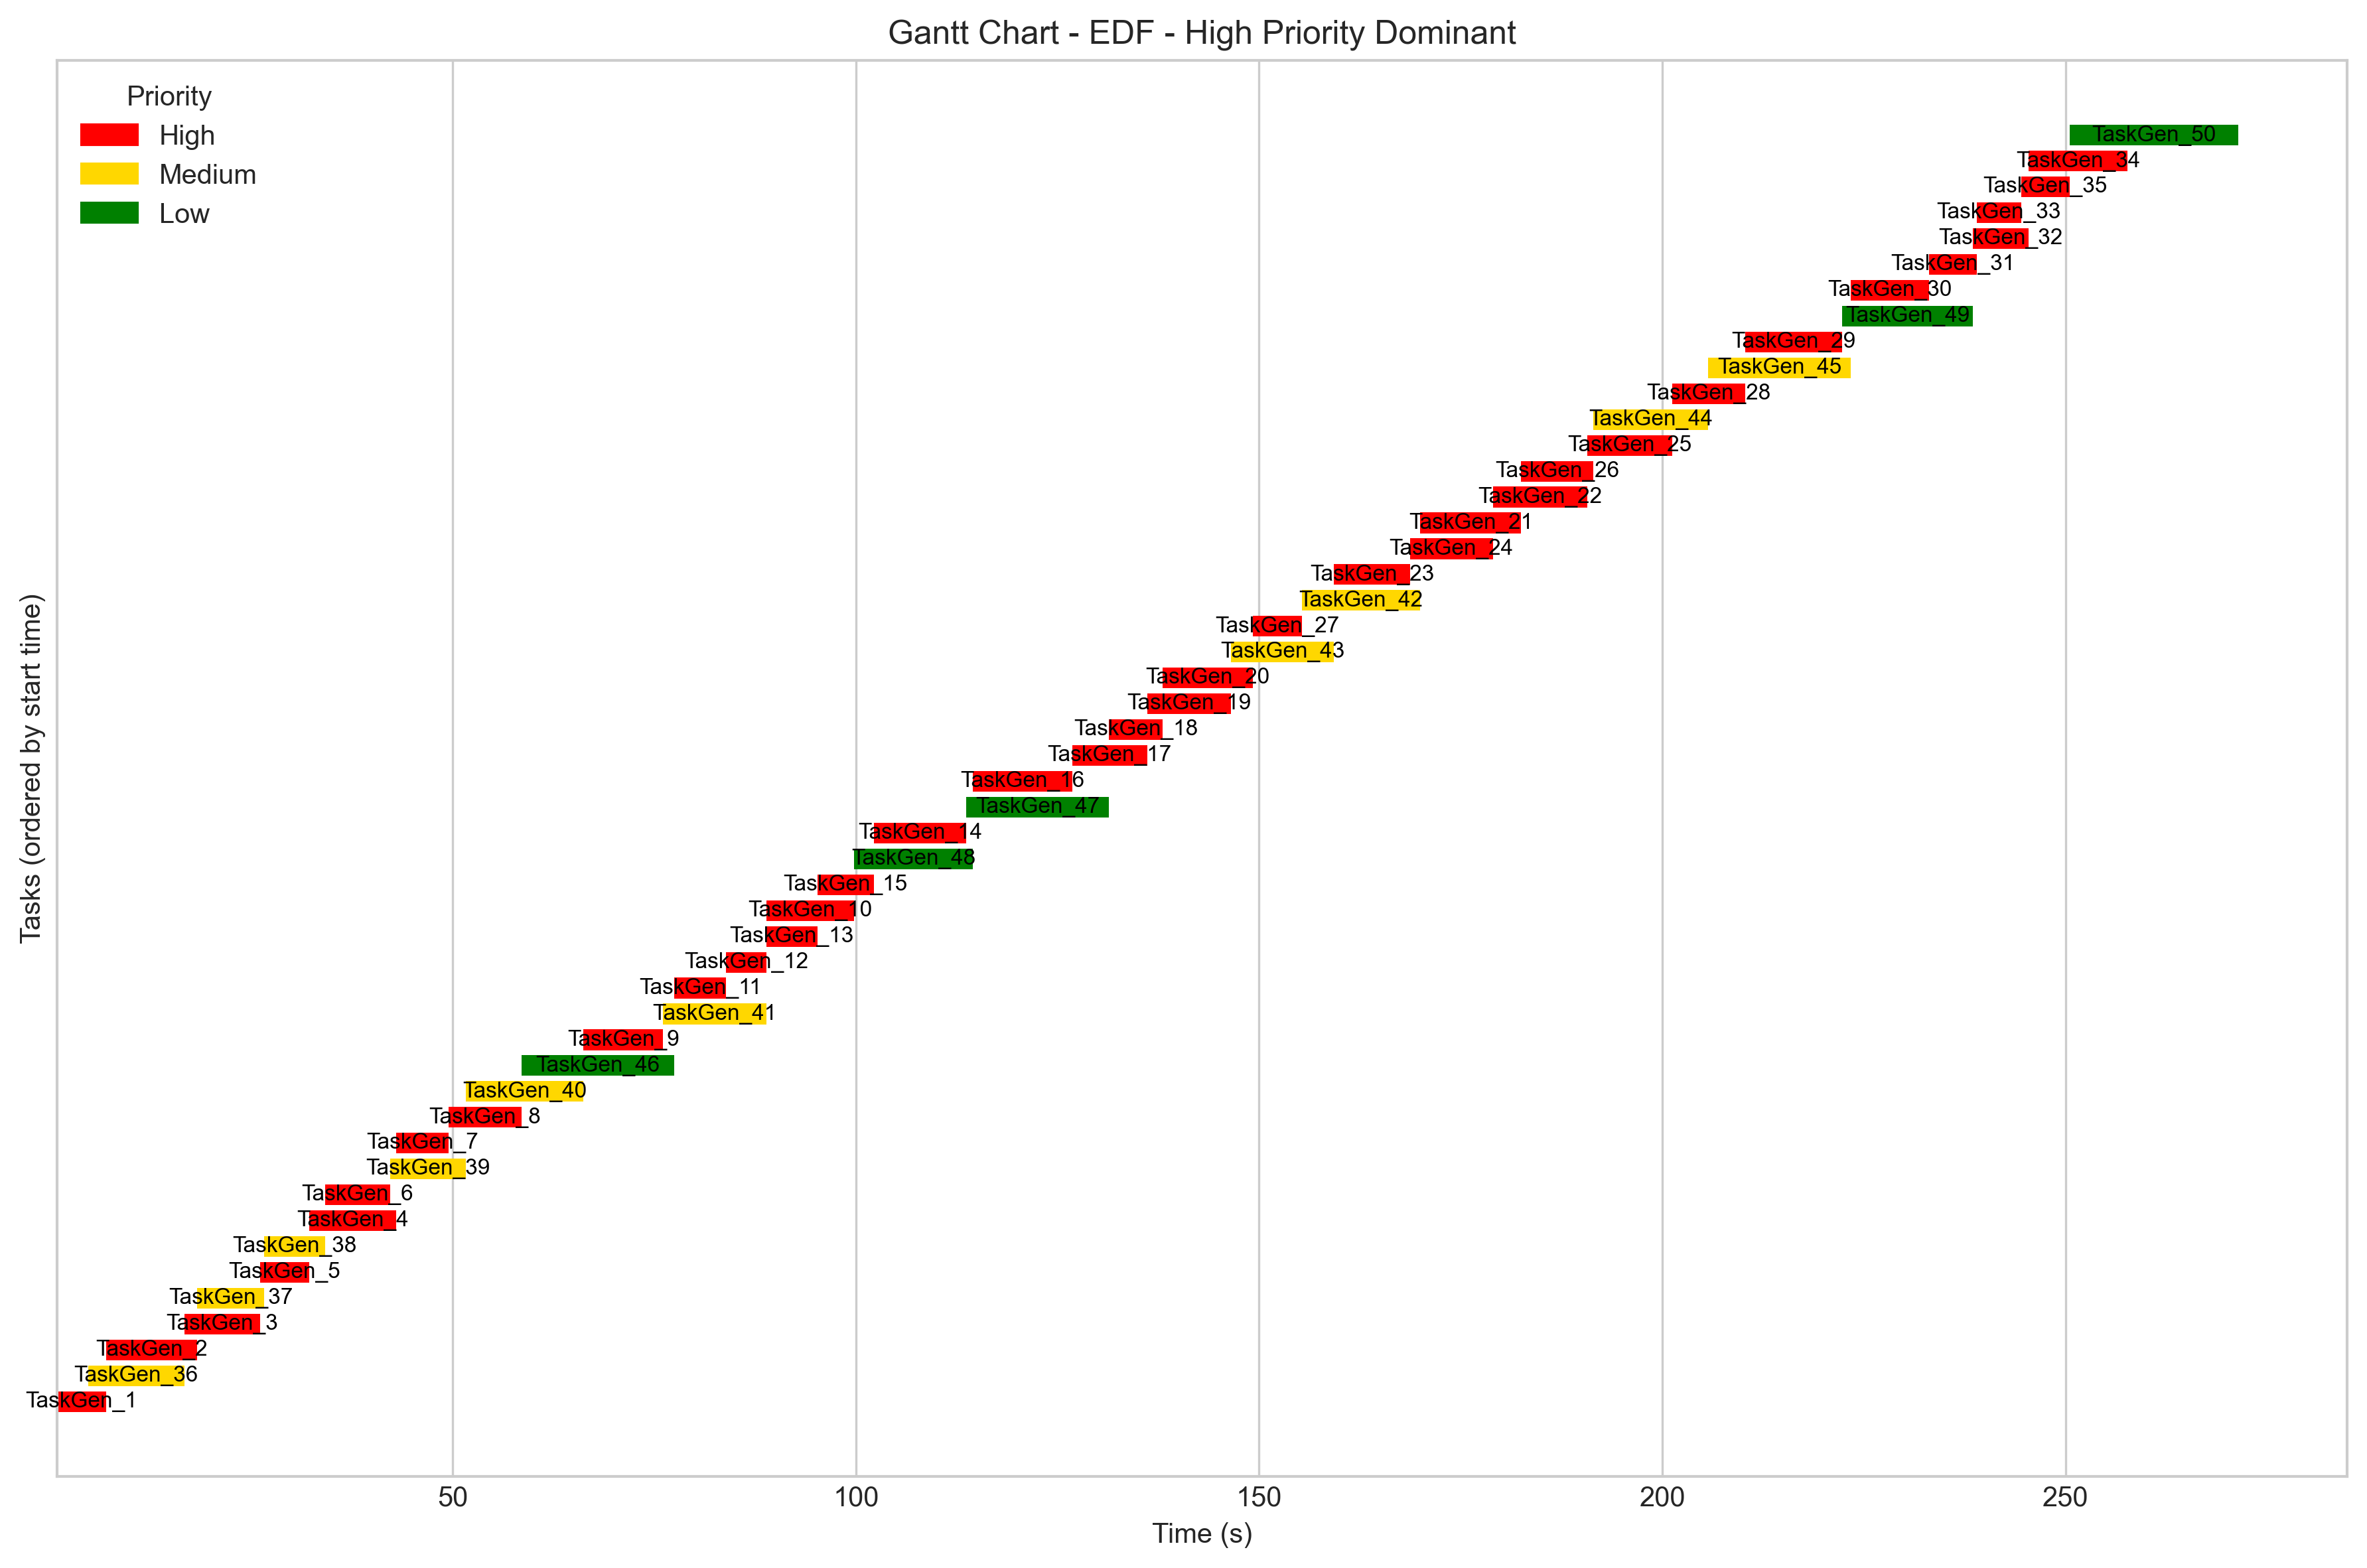 Gantt Chart - EDF - High Priority Dominant
Priority
High
Medium
Low
TaskGen_50
TaskGen_34
TaskGen_35
TaskGen_33
TaskGen_32
TaskGen_31
TaskGen_30
TaskGen_49
TaskGen_29
TaskGen_45
TaskGen_28
TaskGen_44
TaskGen_25
TaskGen_26
TaskGen_22
TaskGen_21
TaskGen_24
TaskGen_23
TaskGen_42
TaskGen_27
TaskGen_43
TaskGen_20
TaskGen_19
TaskGen_18
TaskGen_17
TaskGen_16
TaskGen_47
TaskGen_14
TaskGen_48
TaskGen_15
TaskGen_10
TaskGen_13
TaskGen_12
TaskGen_11
TaskGen_41
TaskGen_9
TaskGen_46
TaskGen_40
TaskGen_8
TaskGen_7
TaskGen_39
TaskGen_6
TaskGen_4
TaskGen_38
TaskGen_5
TaskGen_37
TaskGen_3
TaskGen_2
TaskGen_36
TaskGen_1
Tasks (ordered by start time)
50 100 150 200 250
Time (s)